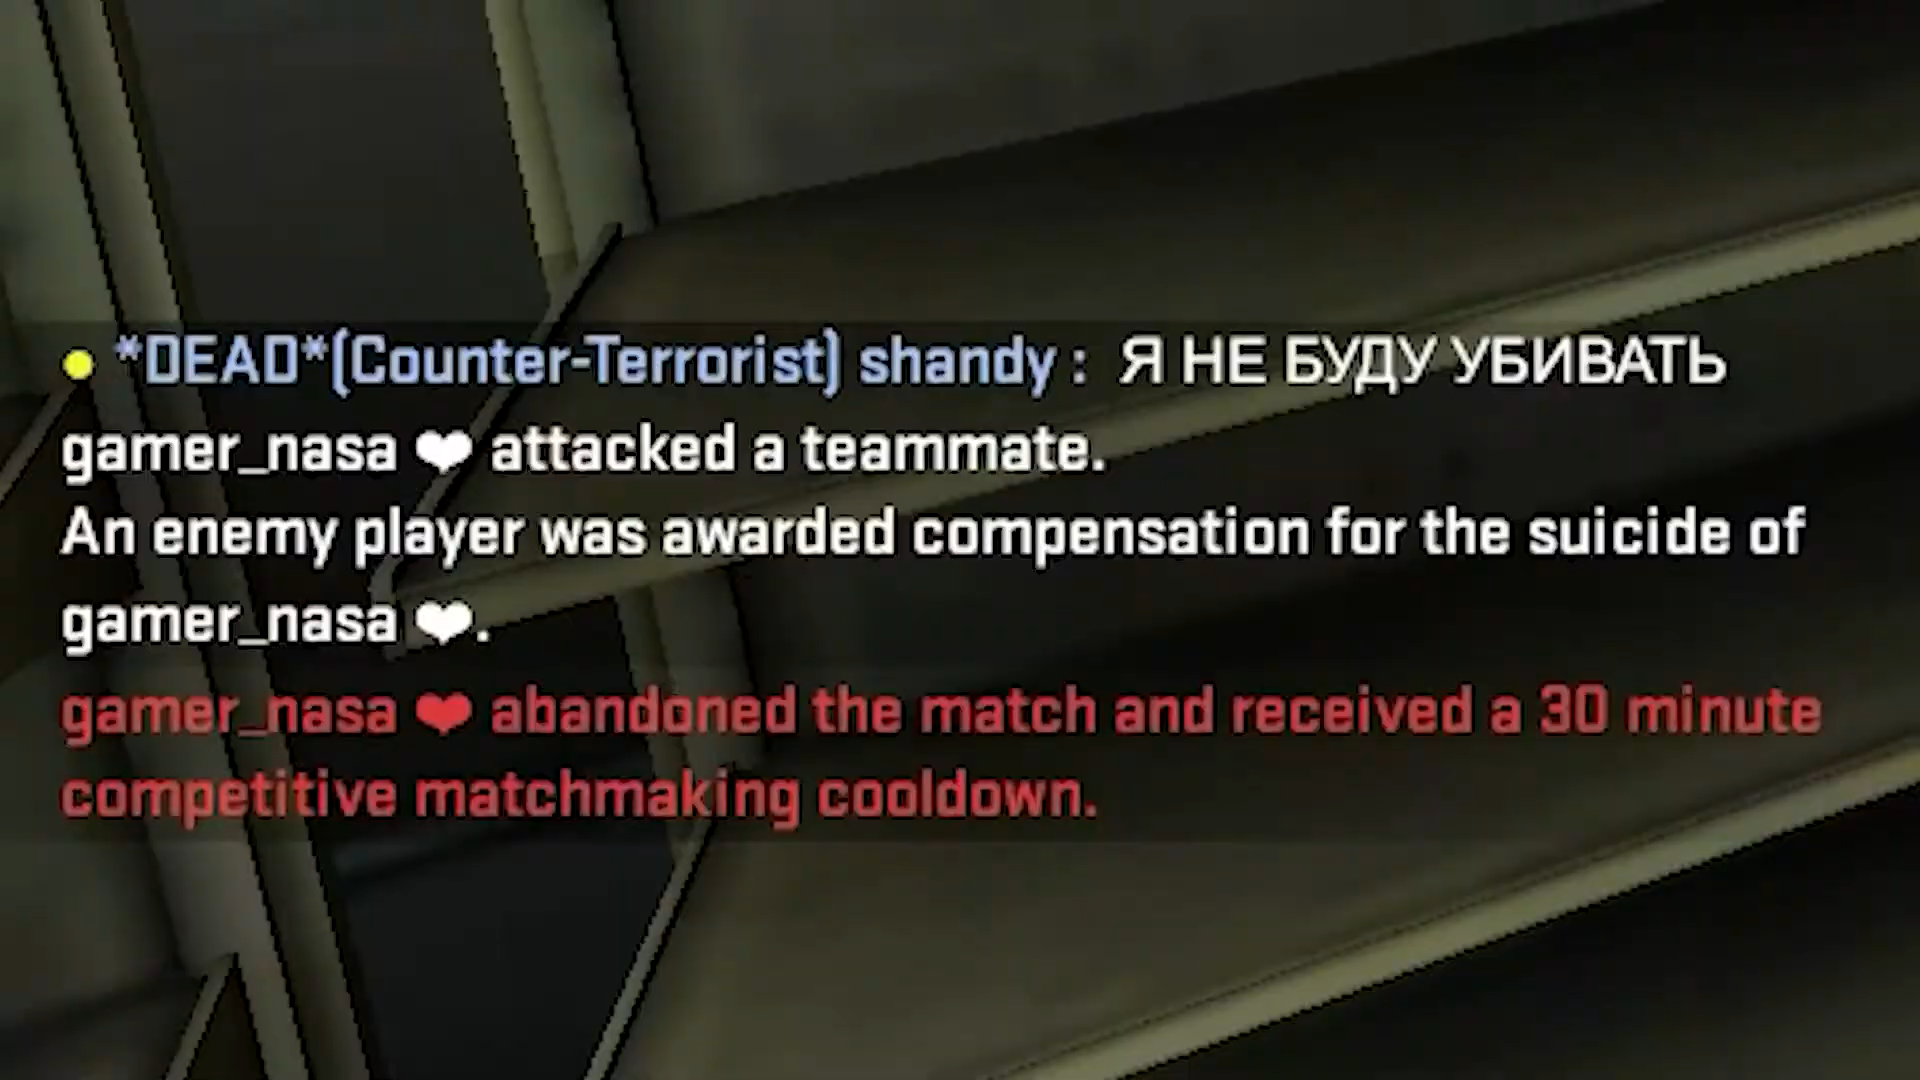 *DEAD*(Counter-Terrorist) shandy : Я НЕ БУДУ УБИВАТЬ
gamer_nasa ❤ attacked a teammate.
An enemy player was awarded compensation for the suicide of
gamer_nasa ❤.
gamer_nasa ❤ abandoned the match and received a 30 minute
competitive matchmaking cooldown.